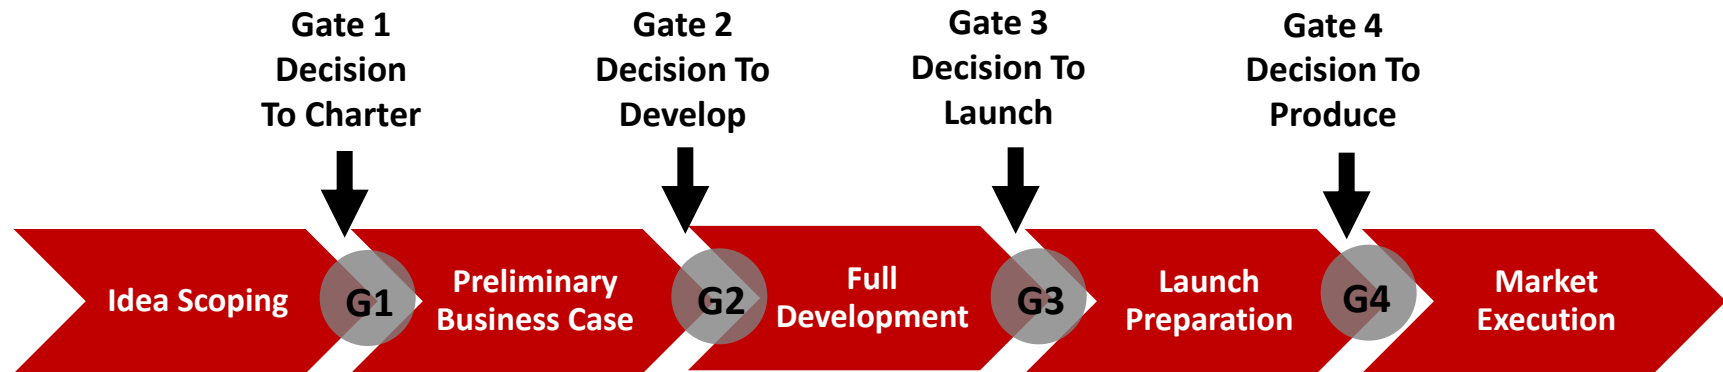 Gate 1
Decision
To Charter
Gate 2
Decision To
Develop
Gate 3
Decision To
Launch
Gate 4
Decision To
Produce
Idea Scoping
G1
Preliminary
Business Case
G2
Full
Development
G3
Launch
Preparation
G4
Market
Execution